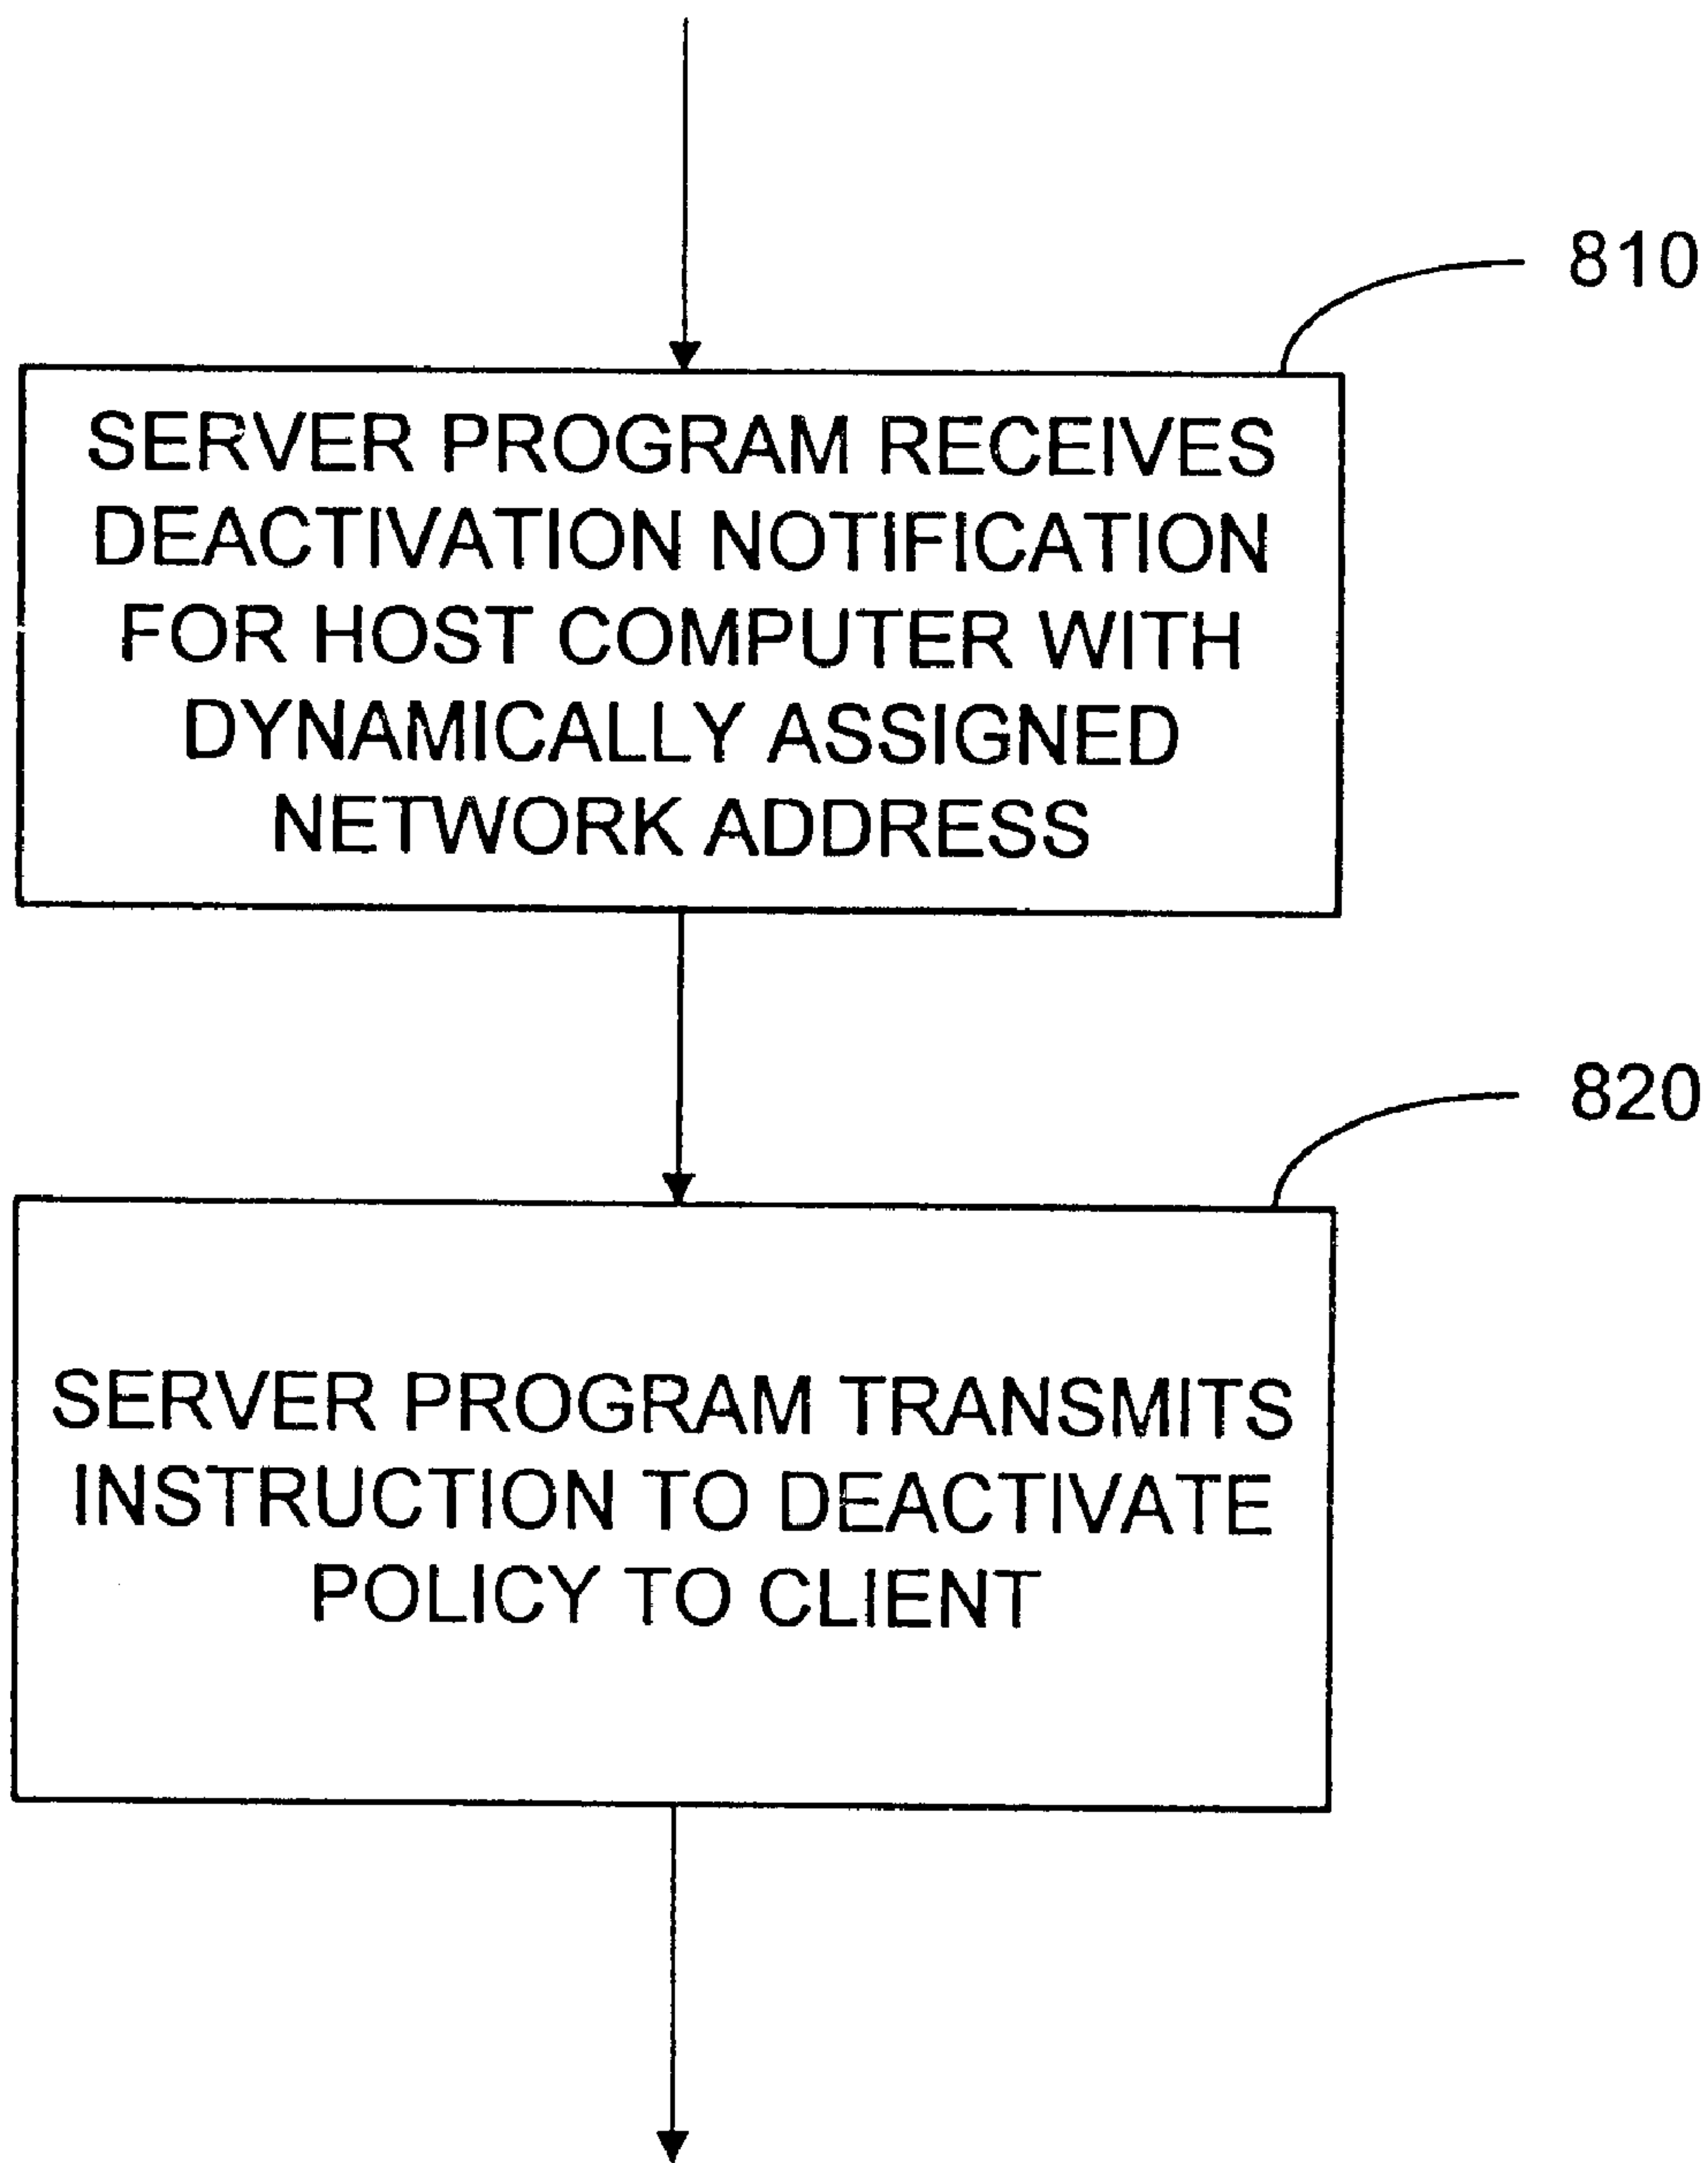 810
SERVER PROGRAM RECEIVES
DEACTIVATION NOTIFICATION
FOR HOST COMPUTER WITH
DYNAMICALLY ASSIGNED
NETWORK ADDRESS
820
SERVER PROGRAM TRANSMITS
INSTRUCTION TO DEACTIVATE
POLICY TO CLIENT